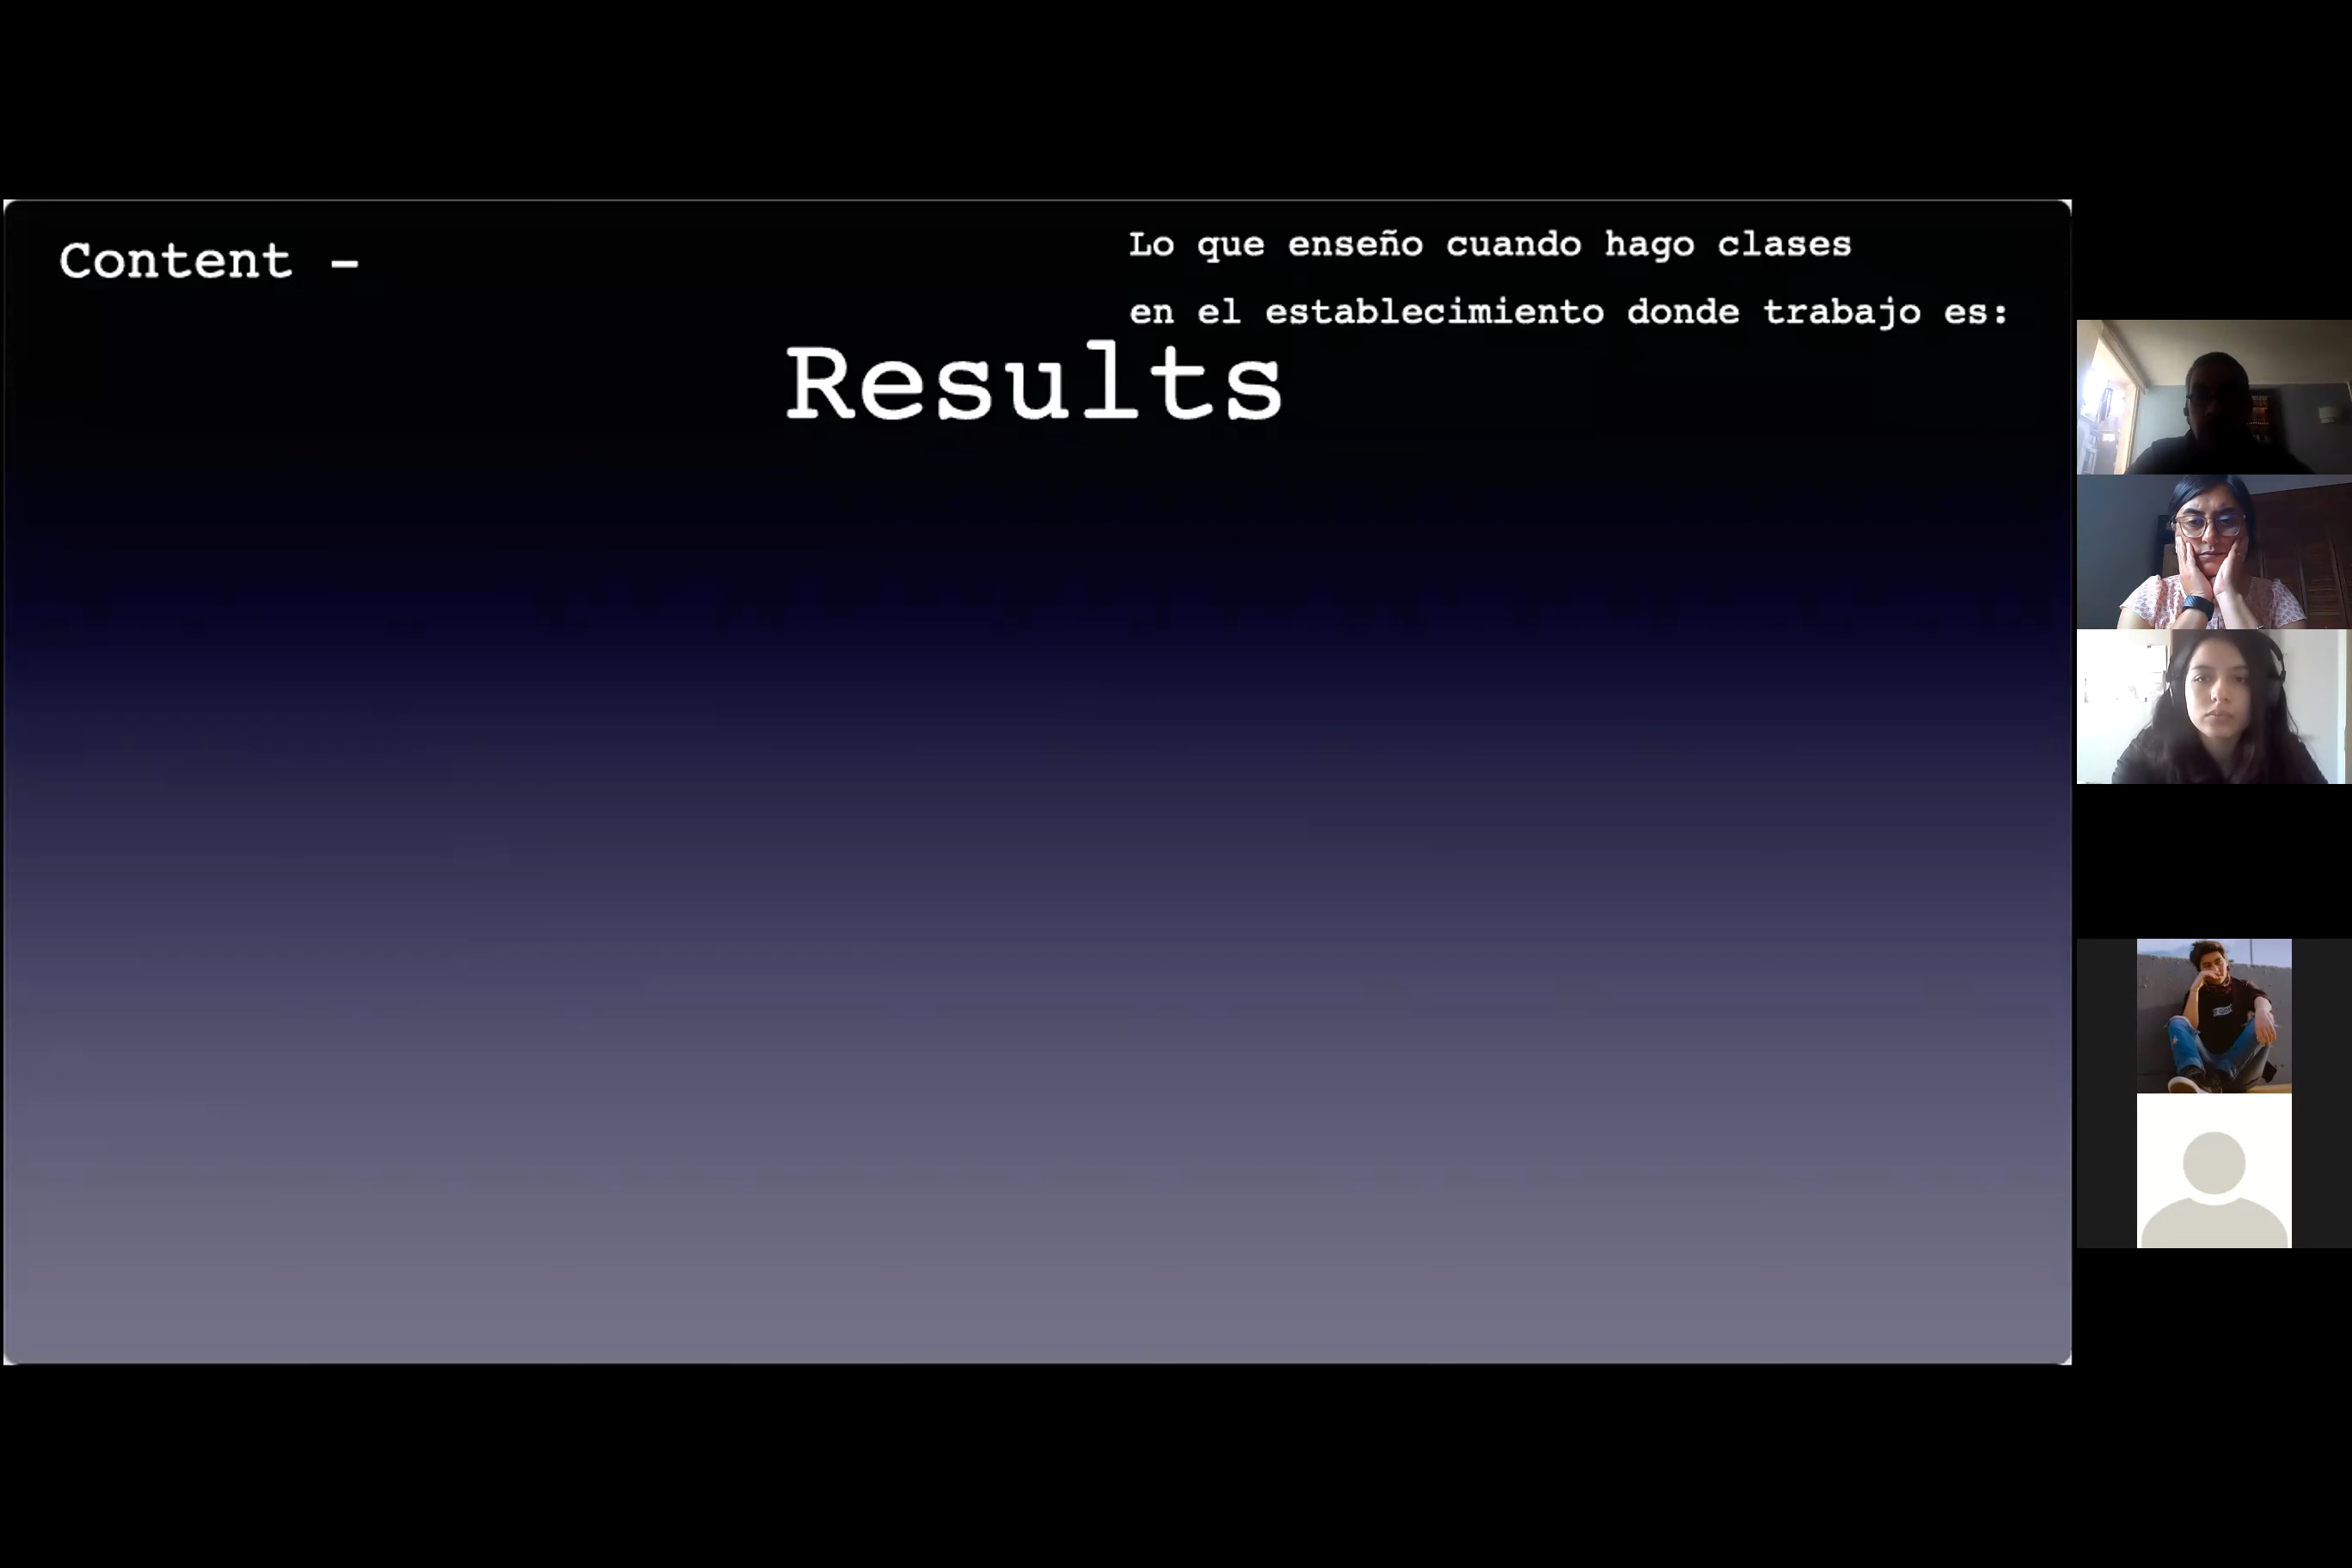 Content -
Lo que enseño cuando hago clases
en el establecimiento donde trabajo es:
Results